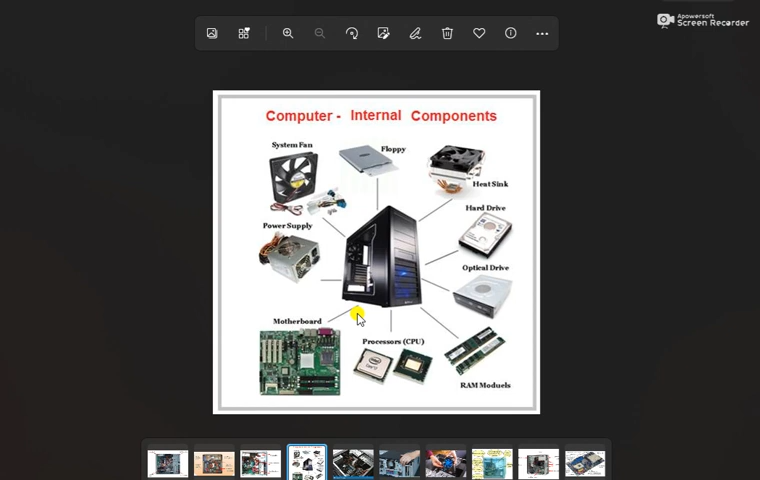 Apowersoft
Screen Recorder
Computer - Internal Components
System Fan
Floppy
Heat Sink
Power Supply
Hard Drive
Optical Drive
Motherboard
Processors (CPU)
RAM Moduels